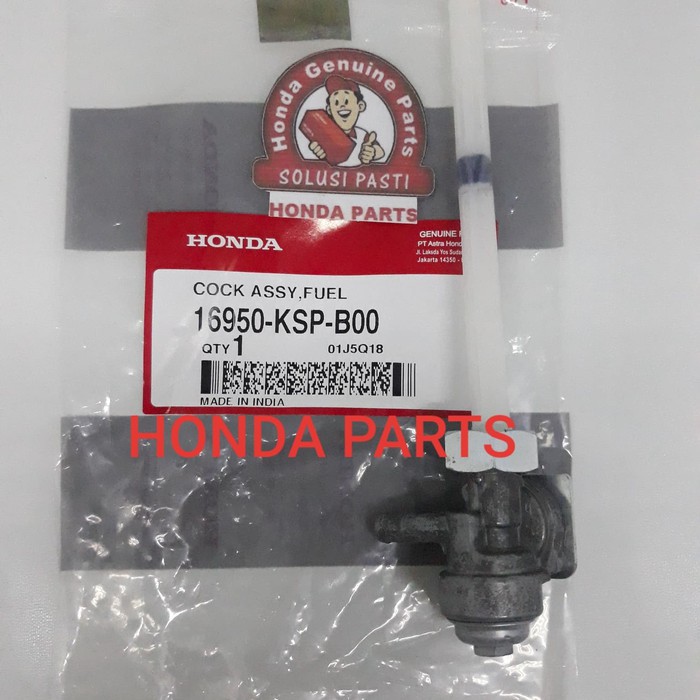 Honda Genuine Parts
SOLUSI PASTI
HONDA PARTS
HONDA
GENUINE
PT Astra Hond
Jakarta 14350 -
COCK ASSY,FUEL
16950-KSP-B00
QTY 1 01J5Q18
MADE IN INDIA
HONDA PARTS